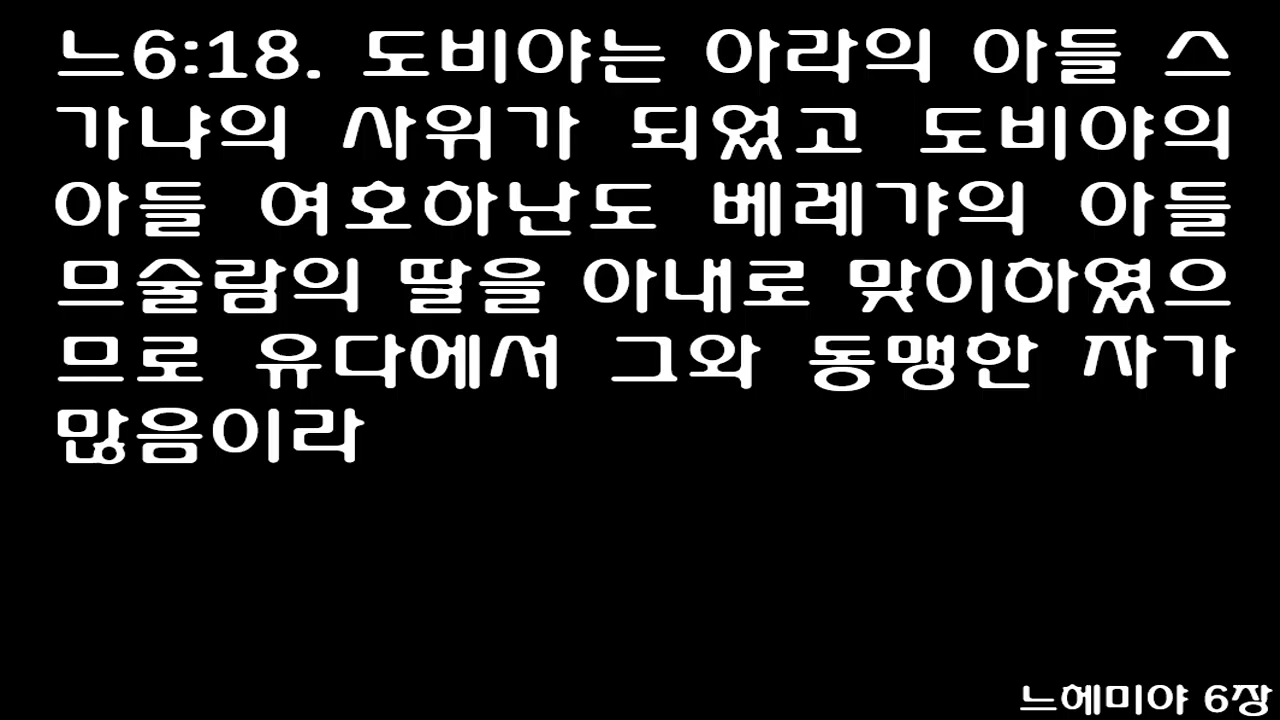 느6:18. 도비야는 아라의 아들 스
가냐의 사위가 되었고 도비야의
아들 여호하난도 베레갸의 아들
므술람의 딸을 아내로 맞이하였으
므로 유다에서 그와 동맹한 자가
많음이라
느헤미야 6장